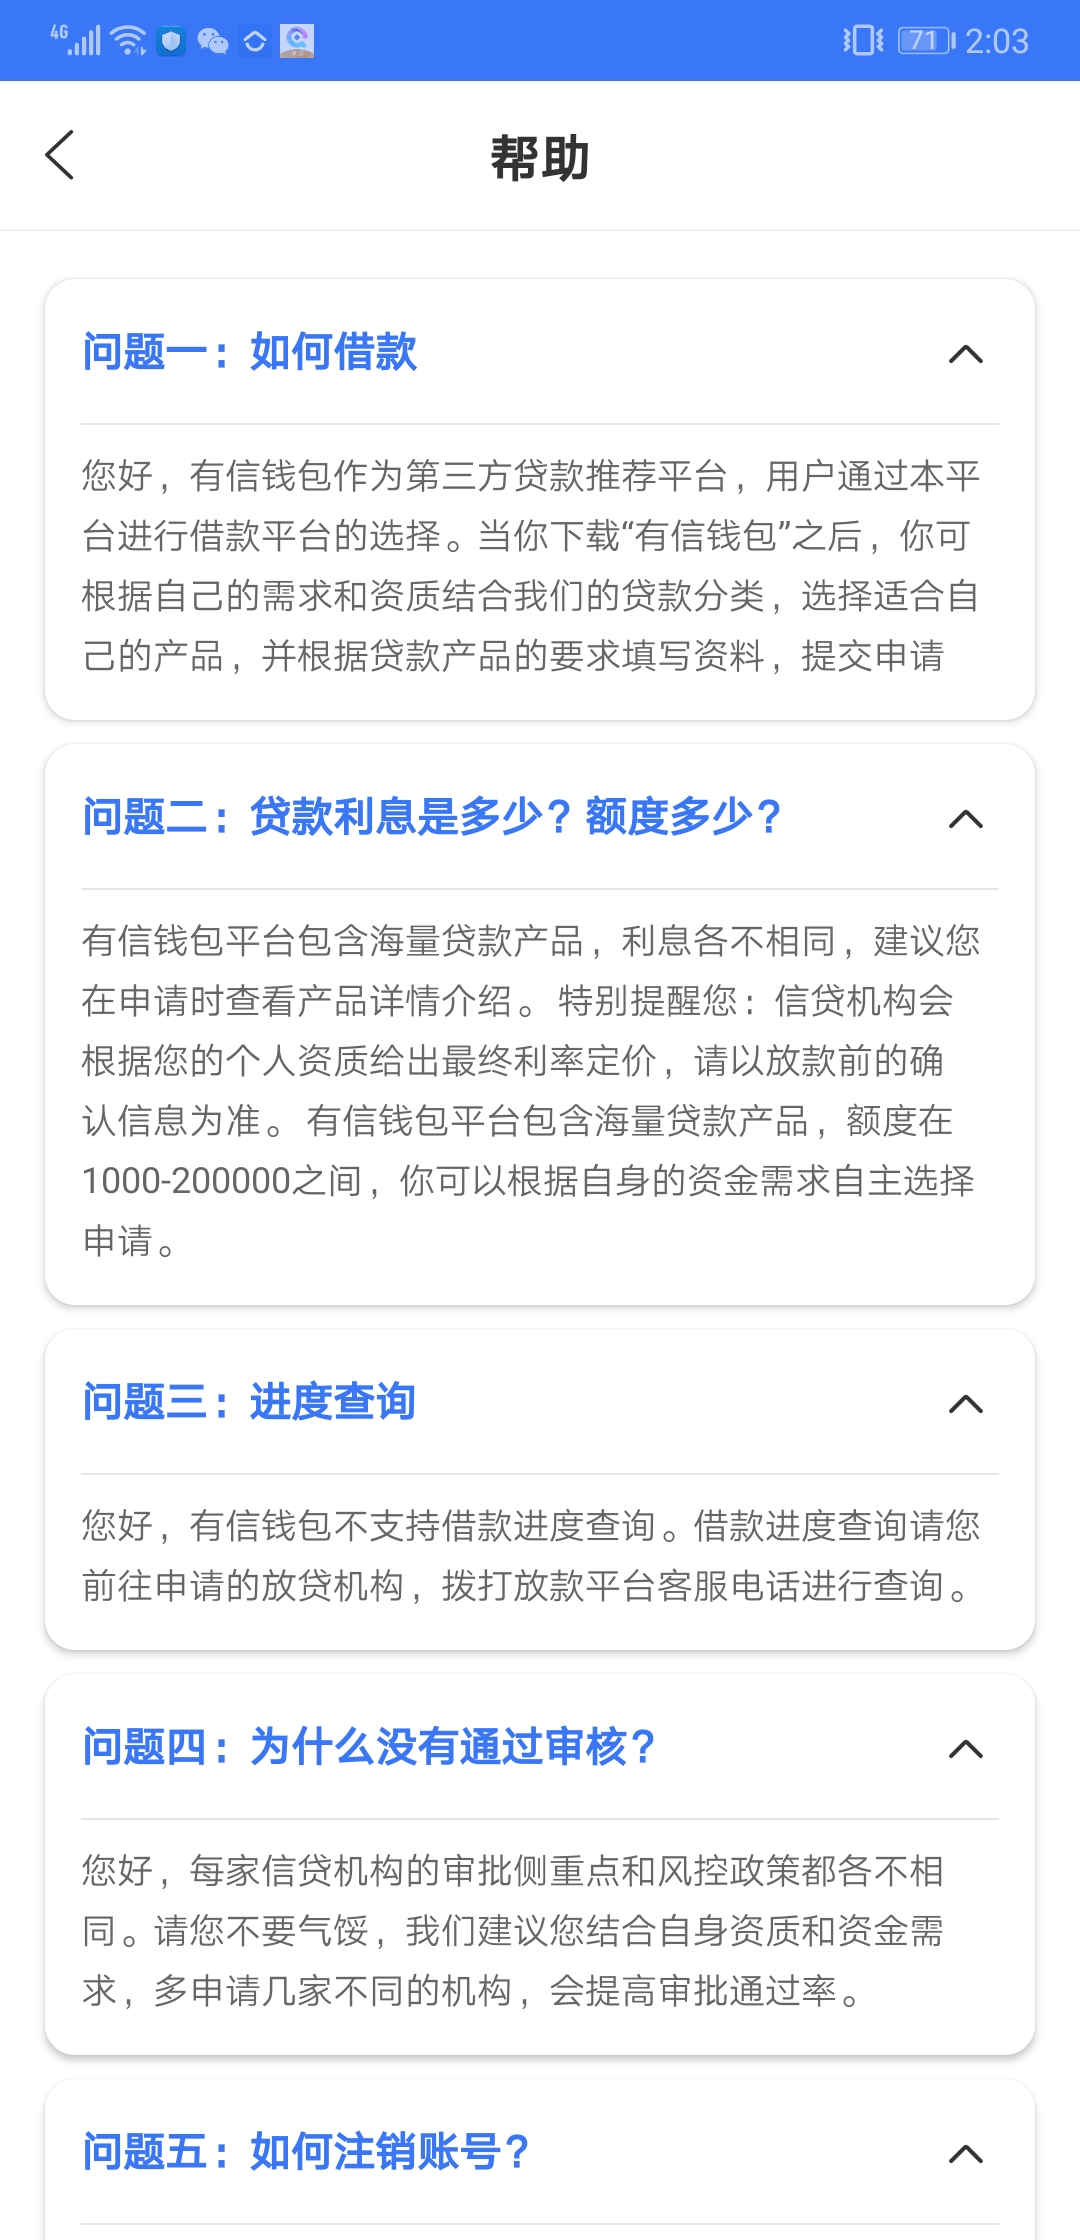 4G 71 2:03
帮助
问题一：如何借款
您好，有信钱包作为第三方贷款推荐平台，用户通过本平
台进行借款平台的选择。当你下载“有信钱包”之后，你可
根据自己的需求和资质结合我们的贷款分类，选择适合自
己的产品，并根据贷款产品的要求填写资料，提交申请
问题二：贷款利息是多少？额度多少？
有信钱包平台包含海量贷款产品，利息各不相同，建议您
在申请时查看产品详情介绍。 特别提醒您：信贷机构会
根据您的个人资质给出最终利率定价，请以放款前的确
认信息为准。 有信钱包平台包含海量贷款产品，额度在
1000-200000之间，你可以根据自身的资金需求自主选择
申请。
问题三：进度查询
您好，有信钱包不支持借款进度查询。借款进度查询请您
前往申请的放贷机构，拨打放款平台客服电话进行查询。
问题四：为什么没有通过审核？
您好，每家信贷机构的审批侧重点和风控政策都各不相
同。请您不要气馁，我们建议您结合自身资质和资金需
求，多申请几家不同的机构，会提高审批通过率。
问题五：如何注销账号？